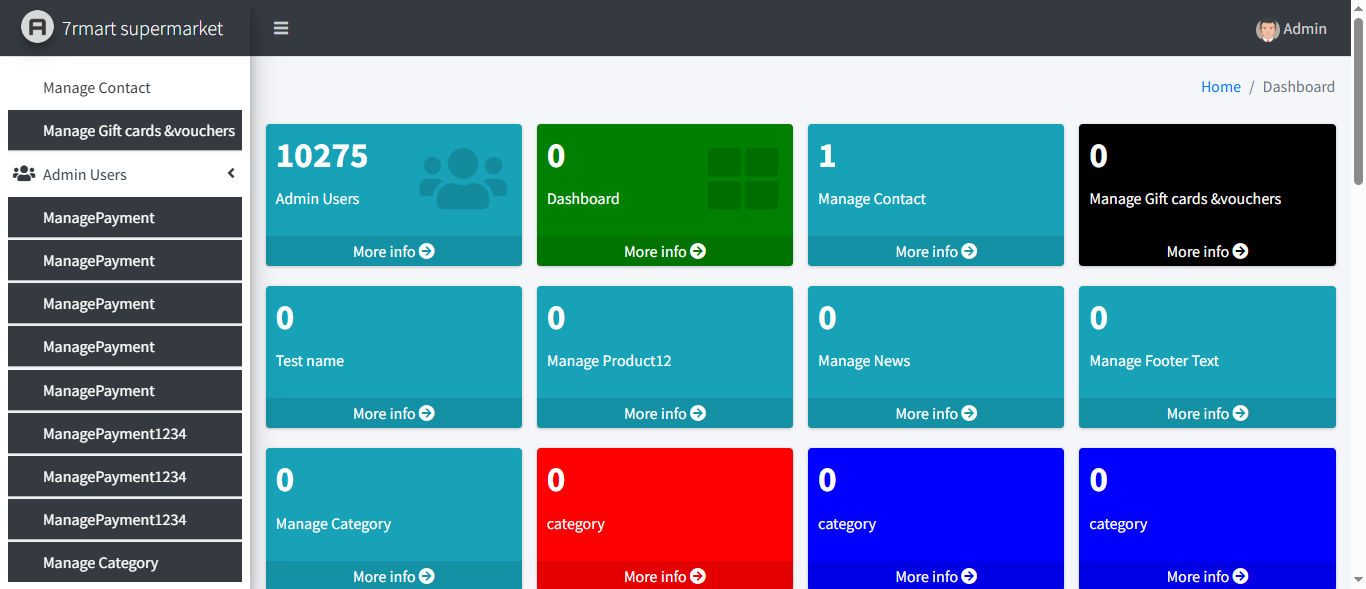 7rmart supermarket
Admin
Manage Contact
Manage Gift cards &vouchers
Admin Users
ManagePayment
ManagePayment
ManagePayment
ManagePayment
ManagePayment
ManagePayment1234
ManagePayment1234
ManagePayment1234
Manage Category
Home / Dashboard
10275
Admin Users
More info
0
Dashboard
More info
1
Manage Contact
More info
0
Manage Gift cards &vouchers
More info
0
Test name
More info
0
Manage Product12
More info
0
Manage News
More info
0
Manage Footer Text
More info
0
Manage Category
More info
0
category
More info
0
category
More info
0
category
More info